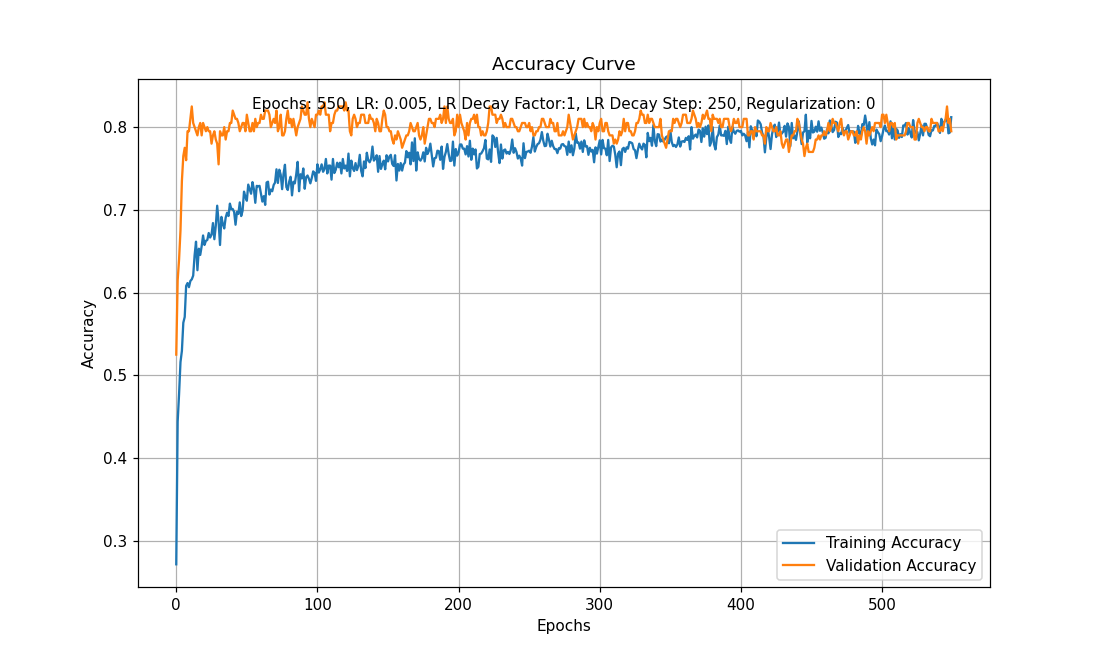 Accuracy Curve
Epochs: 550, LR: 0.005, LR Decay Factor:1, LR Decay Step: 250, Regularization: 0
0.8
0.7
0.6
0.5
0.4
0.3
Accuracy
Training Accuracy
Validation Accuracy
0 100 200 300 400 500
Epochs